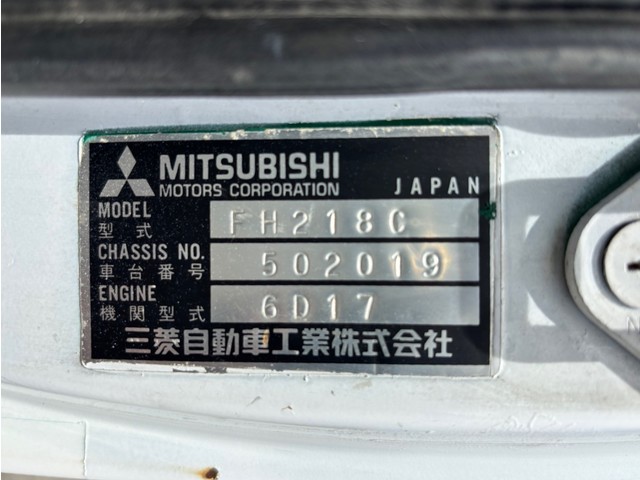 MITSUBISHI
MOTORS CORPORATION JAPAN
MODEL
型式 FH218C
CHASSIS NO.
車台番号 502019
ENGINE
機関型式 6D17
三菱自動車工業株式会社